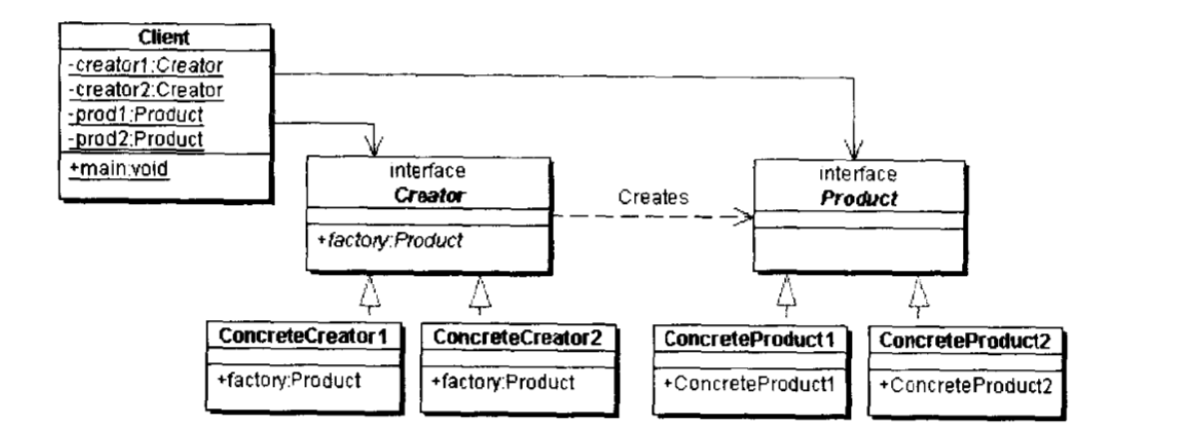 Client
-creator1:Creator
-creator2:Creator
-prod1:Product
-prod2:Product
+main:void
interface
Creator
+factory:Product
Creates
interface
Product
ConcreteCreator1
+factory:Product
ConcreteCreator2
+factory:Product
ConcreteProduct1
+ConcreteProduct1
ConcreteProduct2
+ConcreteProduct2